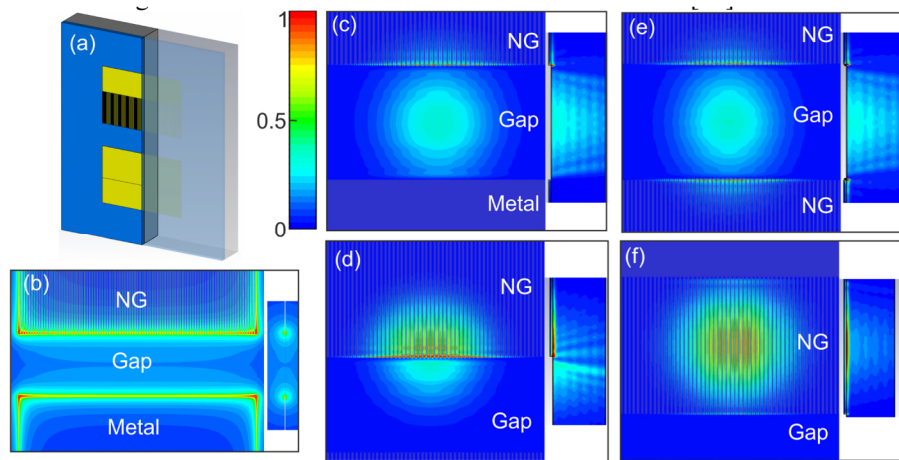 (a)
1
0.5
0
(b)
NG
Gap
Metal
(c)
NG
Gap
Metal
(d)
NG
Gap
(e)
NG
Gap
NG
(f)
NG
Gap